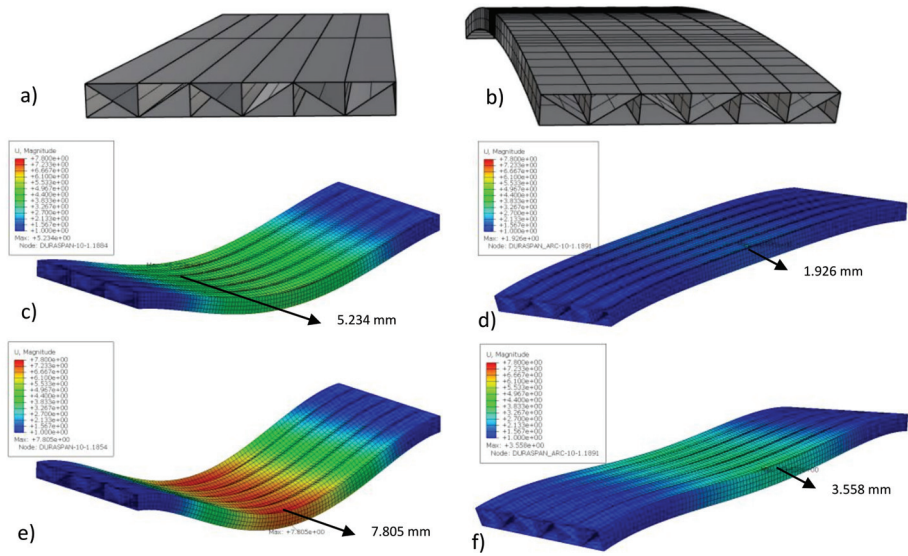 a)
b)
U, Magnitude
+7.800e+00
+7.233e+00
+6.667e+00
+6.100e+00
+5.533e+00
+4.967e+00
+4.400e+00
+3.833e+00
+3.267e+00
+2.700e+00
+2.133e+00
+1.567e+00
+1.000e+00
Max: +5.234e+00
Node: DURASPAN-10-1.1884
c)
5.234 mm
U, Magnitude
+7.800e+00
+7.233e+00
+6.667e+00
+6.100e+00
+5.533e+00
+4.967e+00
+4.400e+00
+3.833e+00
+3.267e+00
+2.700e+00
+2.133e+00
+1.567e+00
+1.000e+00
Max: +1.926e+00
Node: DURASPAN_ARC-10-1.1891
d)
1.926 mm
U, Magnitude
+7.800e+00
+7.233e+00
+6.667e+00
+6.100e+00
+5.533e+00
+4.967e+00
+4.400e+00
+3.833e+00
+3.267e+00
+2.700e+00
+2.133e+00
+1.567e+00
+1.000e+00
Max: +7.805e+00
Node: DURASPAN-10-1.1854
e)
7.805 mm
Max: +7.805e+00
U, Magnitude
+7.800e+00
+7.233e+00
+6.667e+00
+6.100e+00
+5.533e+00
+4.967e+00
+4.400e+00
+3.833e+00
+3.267e+00
+2.700e+00
+2.133e+00
+1.567e+00
+1.000e+00
Max: +3.558e+00
Node: DURASPAN_ARC-10-1.1891
f)
3.558 mm